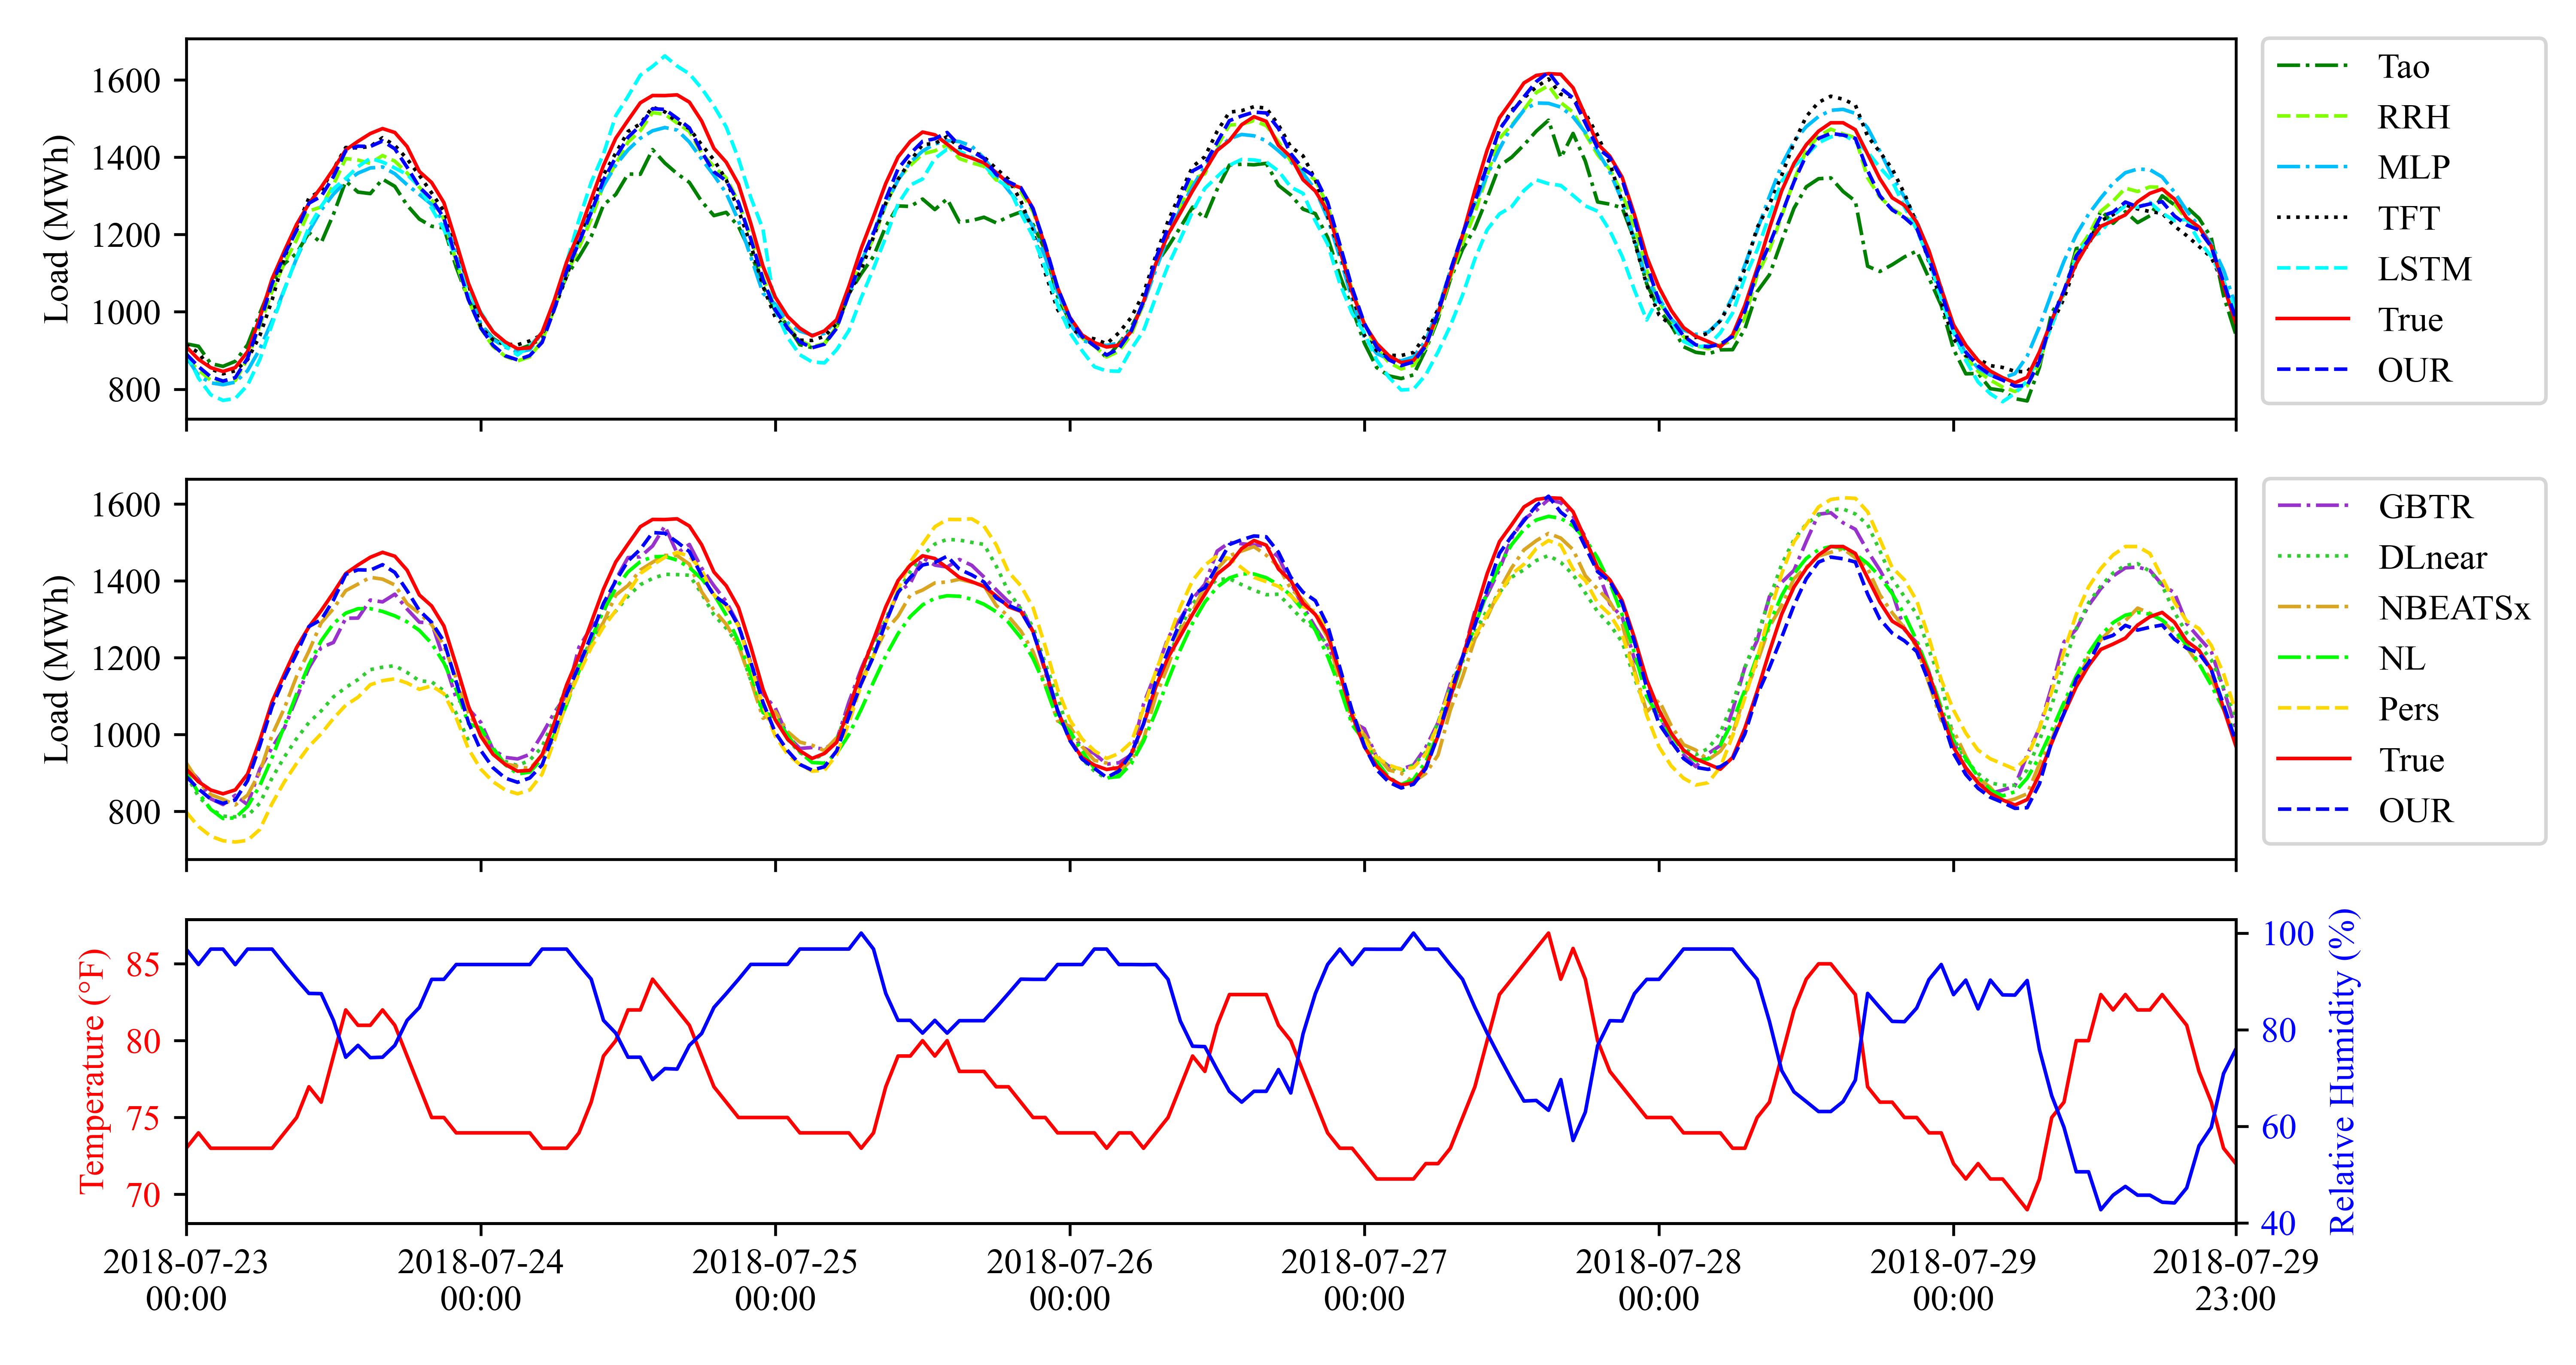 Load (MWh)
1600
1400
1200
1000
800
Tao
RRH
MLP
TFT
LSTM
True
OUR
Load (MWh)
1600
1400
1200
1000
800
GBTR
DLnear
NBEATSx
NL
Pers
True
OUR
Temperature (°F)
85
80
75
70
100
80
60
40
Relative Humidity (%)
2018-07-23
00:00
2018-07-24
00:00
2018-07-25
00:00
2018-07-26
00:00
2018-07-27
00:00
2018-07-28
00:00
2018-07-29
00:00
2018-07-29
23:00